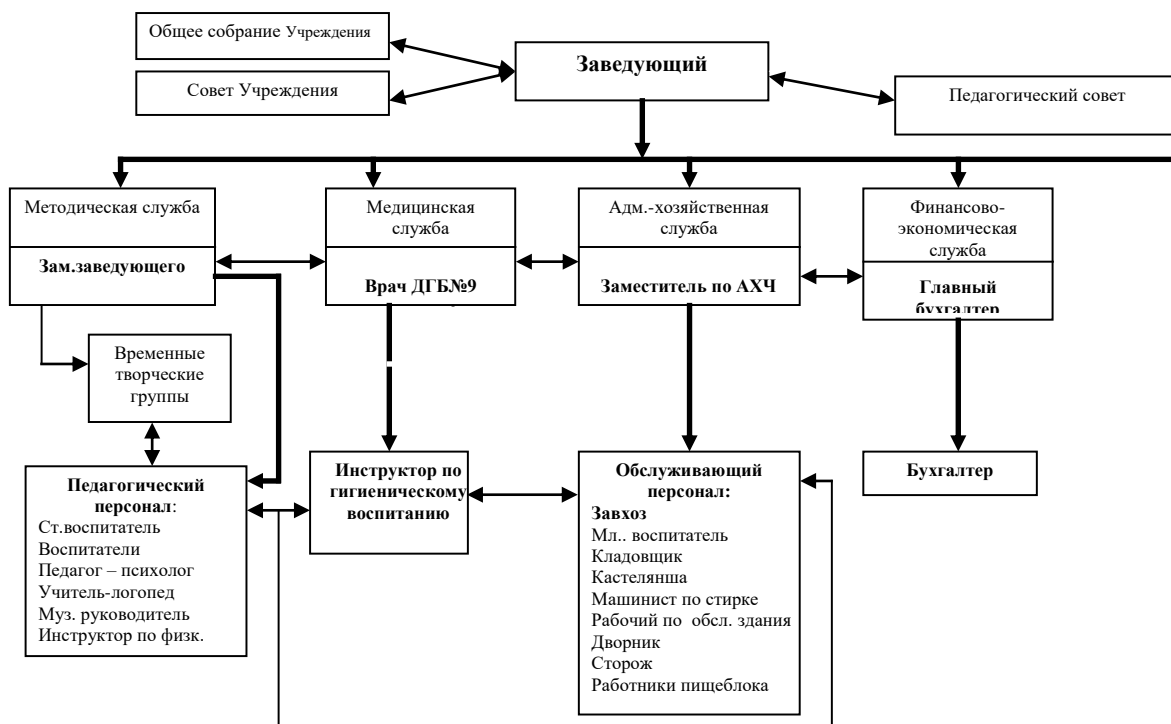 Общее собрание Учреждения
Заведующий
Совет Учреждения
Педагогический совет
Методическая служба
Зам.заведующего
Медицинская
служба
Врач ДГБ№9
Адм.-хозяйственная
служба
Заместитель по АХЧ
Финансово-
экономическая
служба
Главный
бухгалтер
Временные
творческие
группы
Педагогический
персонал:
Ст.воспитатель
Воспитатели
Педагог – психолог
Учитель-логопед
Муз. руководитель
Инструктор по физк.
Инструктор по
гигиеническому
воспитанию
Обслуживающий
персонал:
Завхоз
Мл.. воспитатель
Кладовщик
Кастелянша
Машинист по стирке
Рабочий по обсл. здания
Дворник
Сторож
Работники пищеблока
Бухгалтер